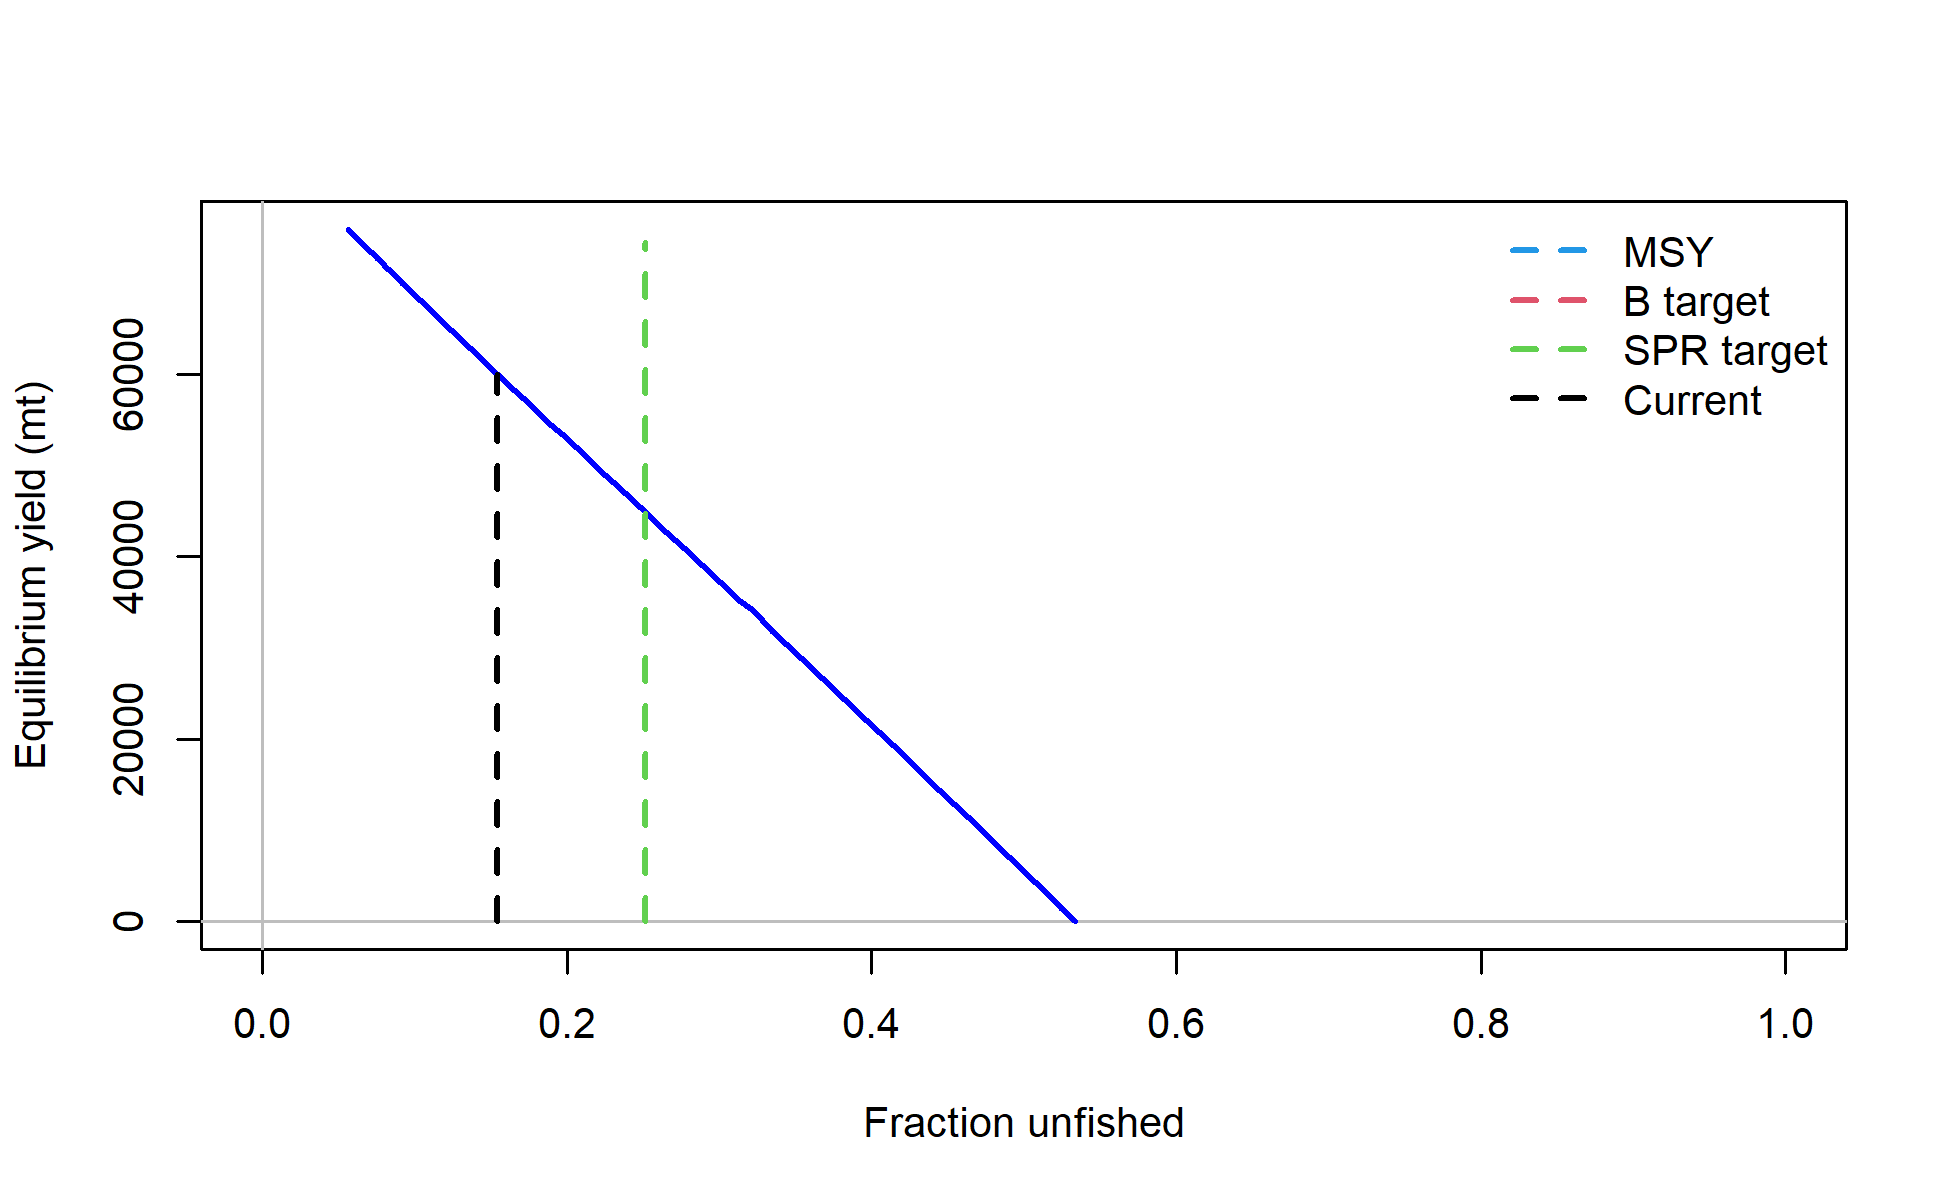 MSY
B target
SPR target
Current
Equilibrium yield (mt)
60000
40000
20000
0
0.0 0.2 0.4 0.6 0.8 1.0
Fraction unfished